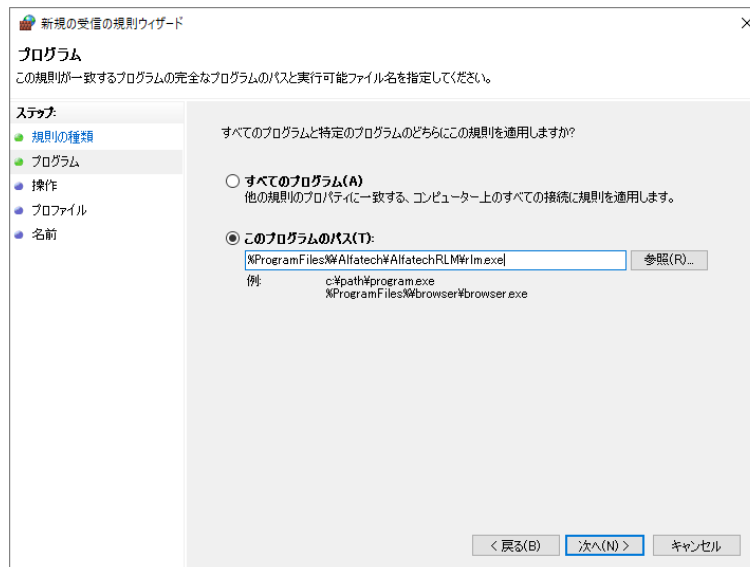 新規の受信の規則ウィザード
プログラム
この規則が一致するプログラムの完全なプログラムのパスと実行可能ファイル名を指定してください。
ステップ:
規則の種類
プログラム
操作
プロファイル
名前
すべてのプログラムと特定のプログラムのどちらにこの規則を適用しますか?
すべてのプログラム(A)
他の規則のプロパティに一致する、コンピューター上のすべての接続に規則を適用します。
このプログラムのパス(T):
%ProgramFiles%¥Alfatech¥AlfatechRLM¥rlm.exe
参照(R)...
例: c:¥path¥program.exe
%ProgramFiles%¥browser¥browser.exe
< 戻る(B) 次へ(N) > キャンセル